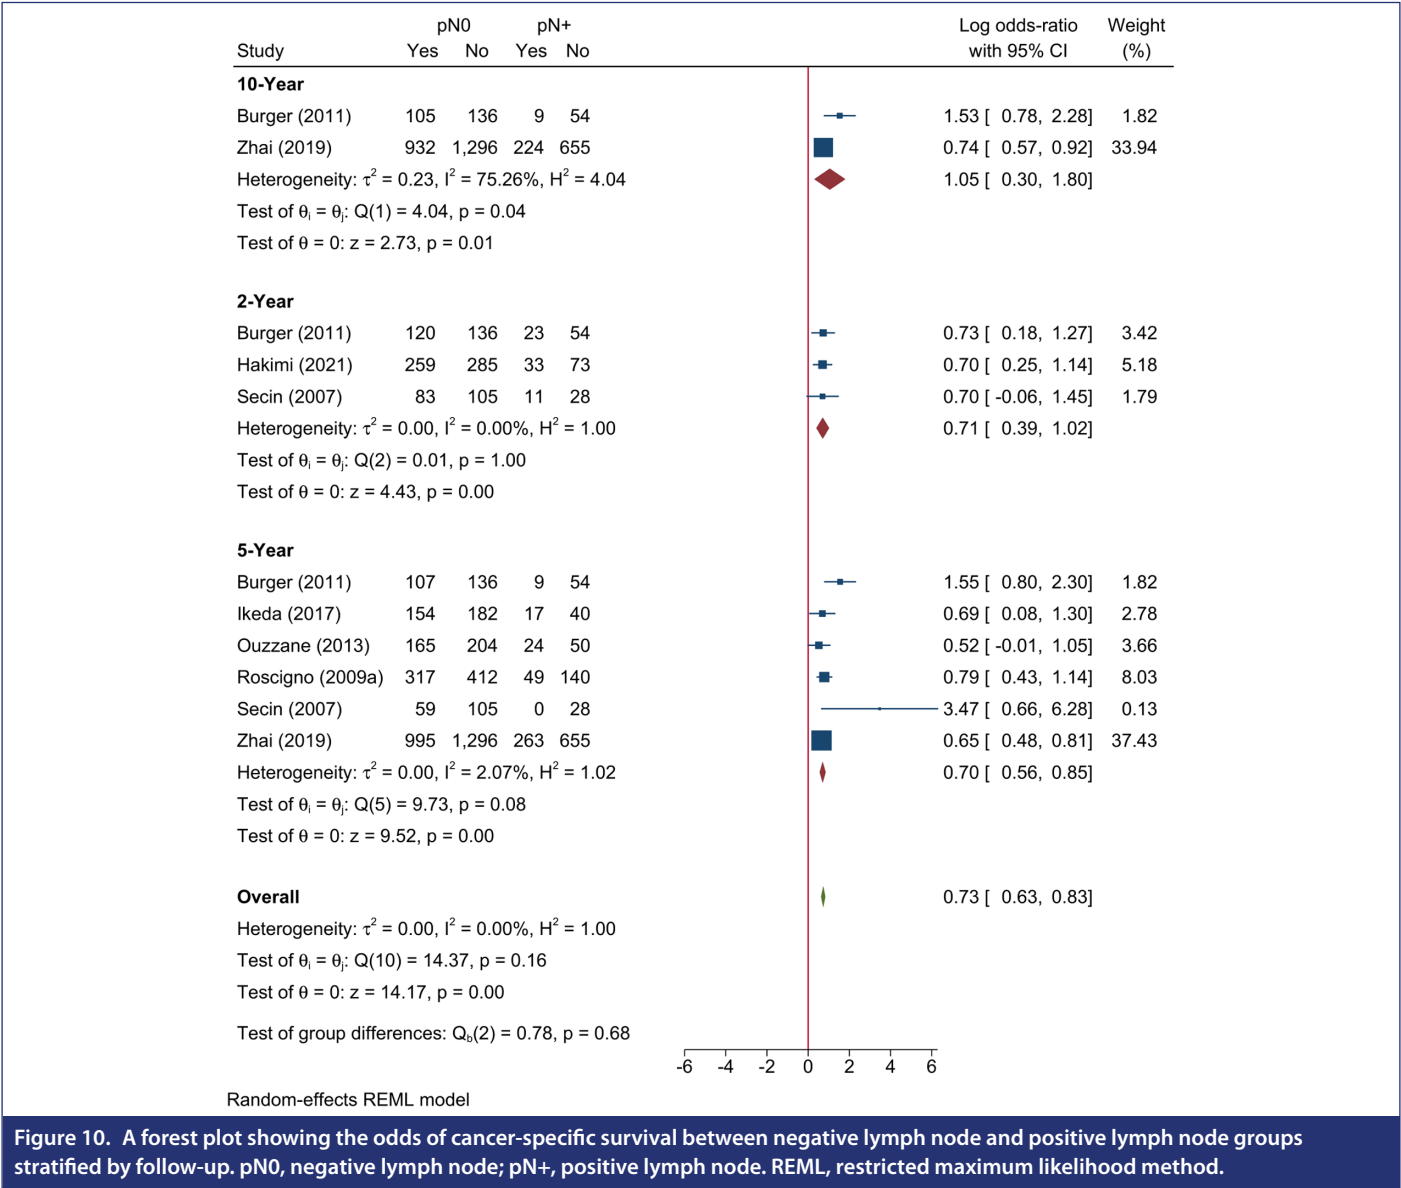 pN0 pN+ Log odds-ratio Weight
Study Yes No Yes No with 95% CI (%)
10-Year
Burger (2011) 105 136 9 54 1.53 [ 0.78, 2.28] 1.82
Zhai (2019) 932 1,296 224 655 0.74 [ 0.57, 0.92] 33.94
Heterogeneity: τ² = 0.23, I² = 75.26%, H² = 4.04 1.05 [ 0.30, 1.80]
Test of θᵢ = θⱼ: Q(1) = 4.04, p = 0.04
Test of θ = 0: z = 2.73, p = 0.01
2-Year
Burger (2011) 120 136 23 54 0.73 [ 0.18, 1.27] 3.42
Hakimi (2021) 259 285 33 73 0.70 [ 0.25, 1.14] 5.18
Secin (2007) 83 105 11 28 0.70 [ -0.06, 1.45] 1.79
Heterogeneity: τ² = 0.00, I² = 0.00%, H² = 1.00 0.71 [ 0.39, 1.02]
Test of θᵢ = θⱼ: Q(2) = 0.01, p = 1.00
Test of θ = 0: z = 4.43, p = 0.00
5-Year
Burger (2011) 107 136 9 54 1.55 [ 0.80, 2.30] 1.82
Ikeda (2017) 154 182 17 40 0.69 [ 0.08, 1.30] 2.78
Ouzzane (2013) 165 204 24 50 0.52 [ -0.01, 1.05] 3.66
Roscigno (2009a) 317 412 49 140 0.79 [ 0.43, 1.14] 8.03
Secin (2007) 59 105 0 28 3.47 [ 0.66, 6.28] 0.13
Zhai (2019) 995 1,296 263 655 0.65 [ 0.48, 0.81] 37.43
Heterogeneity: τ² = 0.00, I² = 2.07%, H² = 1.02 0.70 [ 0.56, 0.85]
Test of θᵢ = θⱼ: Q(5) = 9.73, p = 0.08
Test of θ = 0: z = 9.52, p = 0.00
Overall 0.73 [ 0.63, 0.83]
Heterogeneity: τ² = 0.00, I² = 0.00%, H² = 1.00
Test of θᵢ = θⱼ: Q(10) = 14.37, p = 0.16
Test of θ = 0: z = 14.17, p = 0.00
Test of group differences: Q_b(2) = 0.78, p = 0.68
-6 -4 -2 0 2 4 6
Random-effects REML model
Figure 10. A forest plot showing the odds of cancer-specific survival between negative lymph node and positive lymph node groups
stratified by follow-up. pN0, negative lymph node; pN+, positive lymph node. REML, restricted maximum likelihood method.